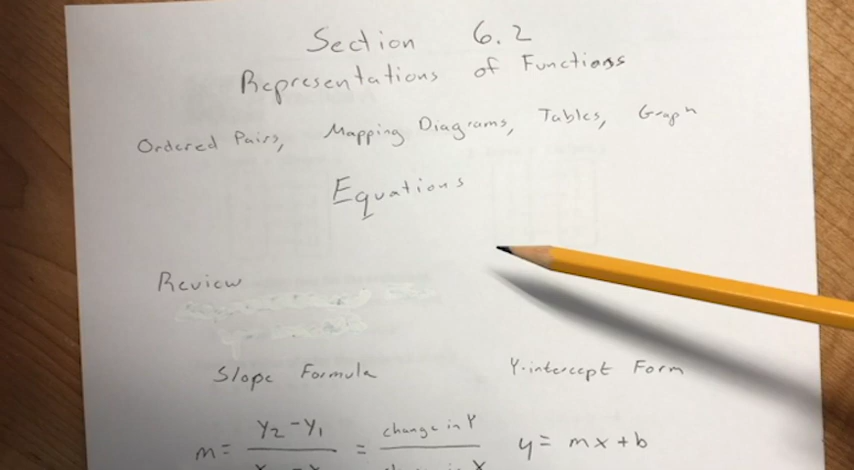 Section 6.2
Representations of Functions
Ordered Pairs, Mapping Diagrams, Tables, Graph
Equations
Review
Slope Formula Y-intercept Form
m = Y2 - Y1 = change in Y y = mx + b
X